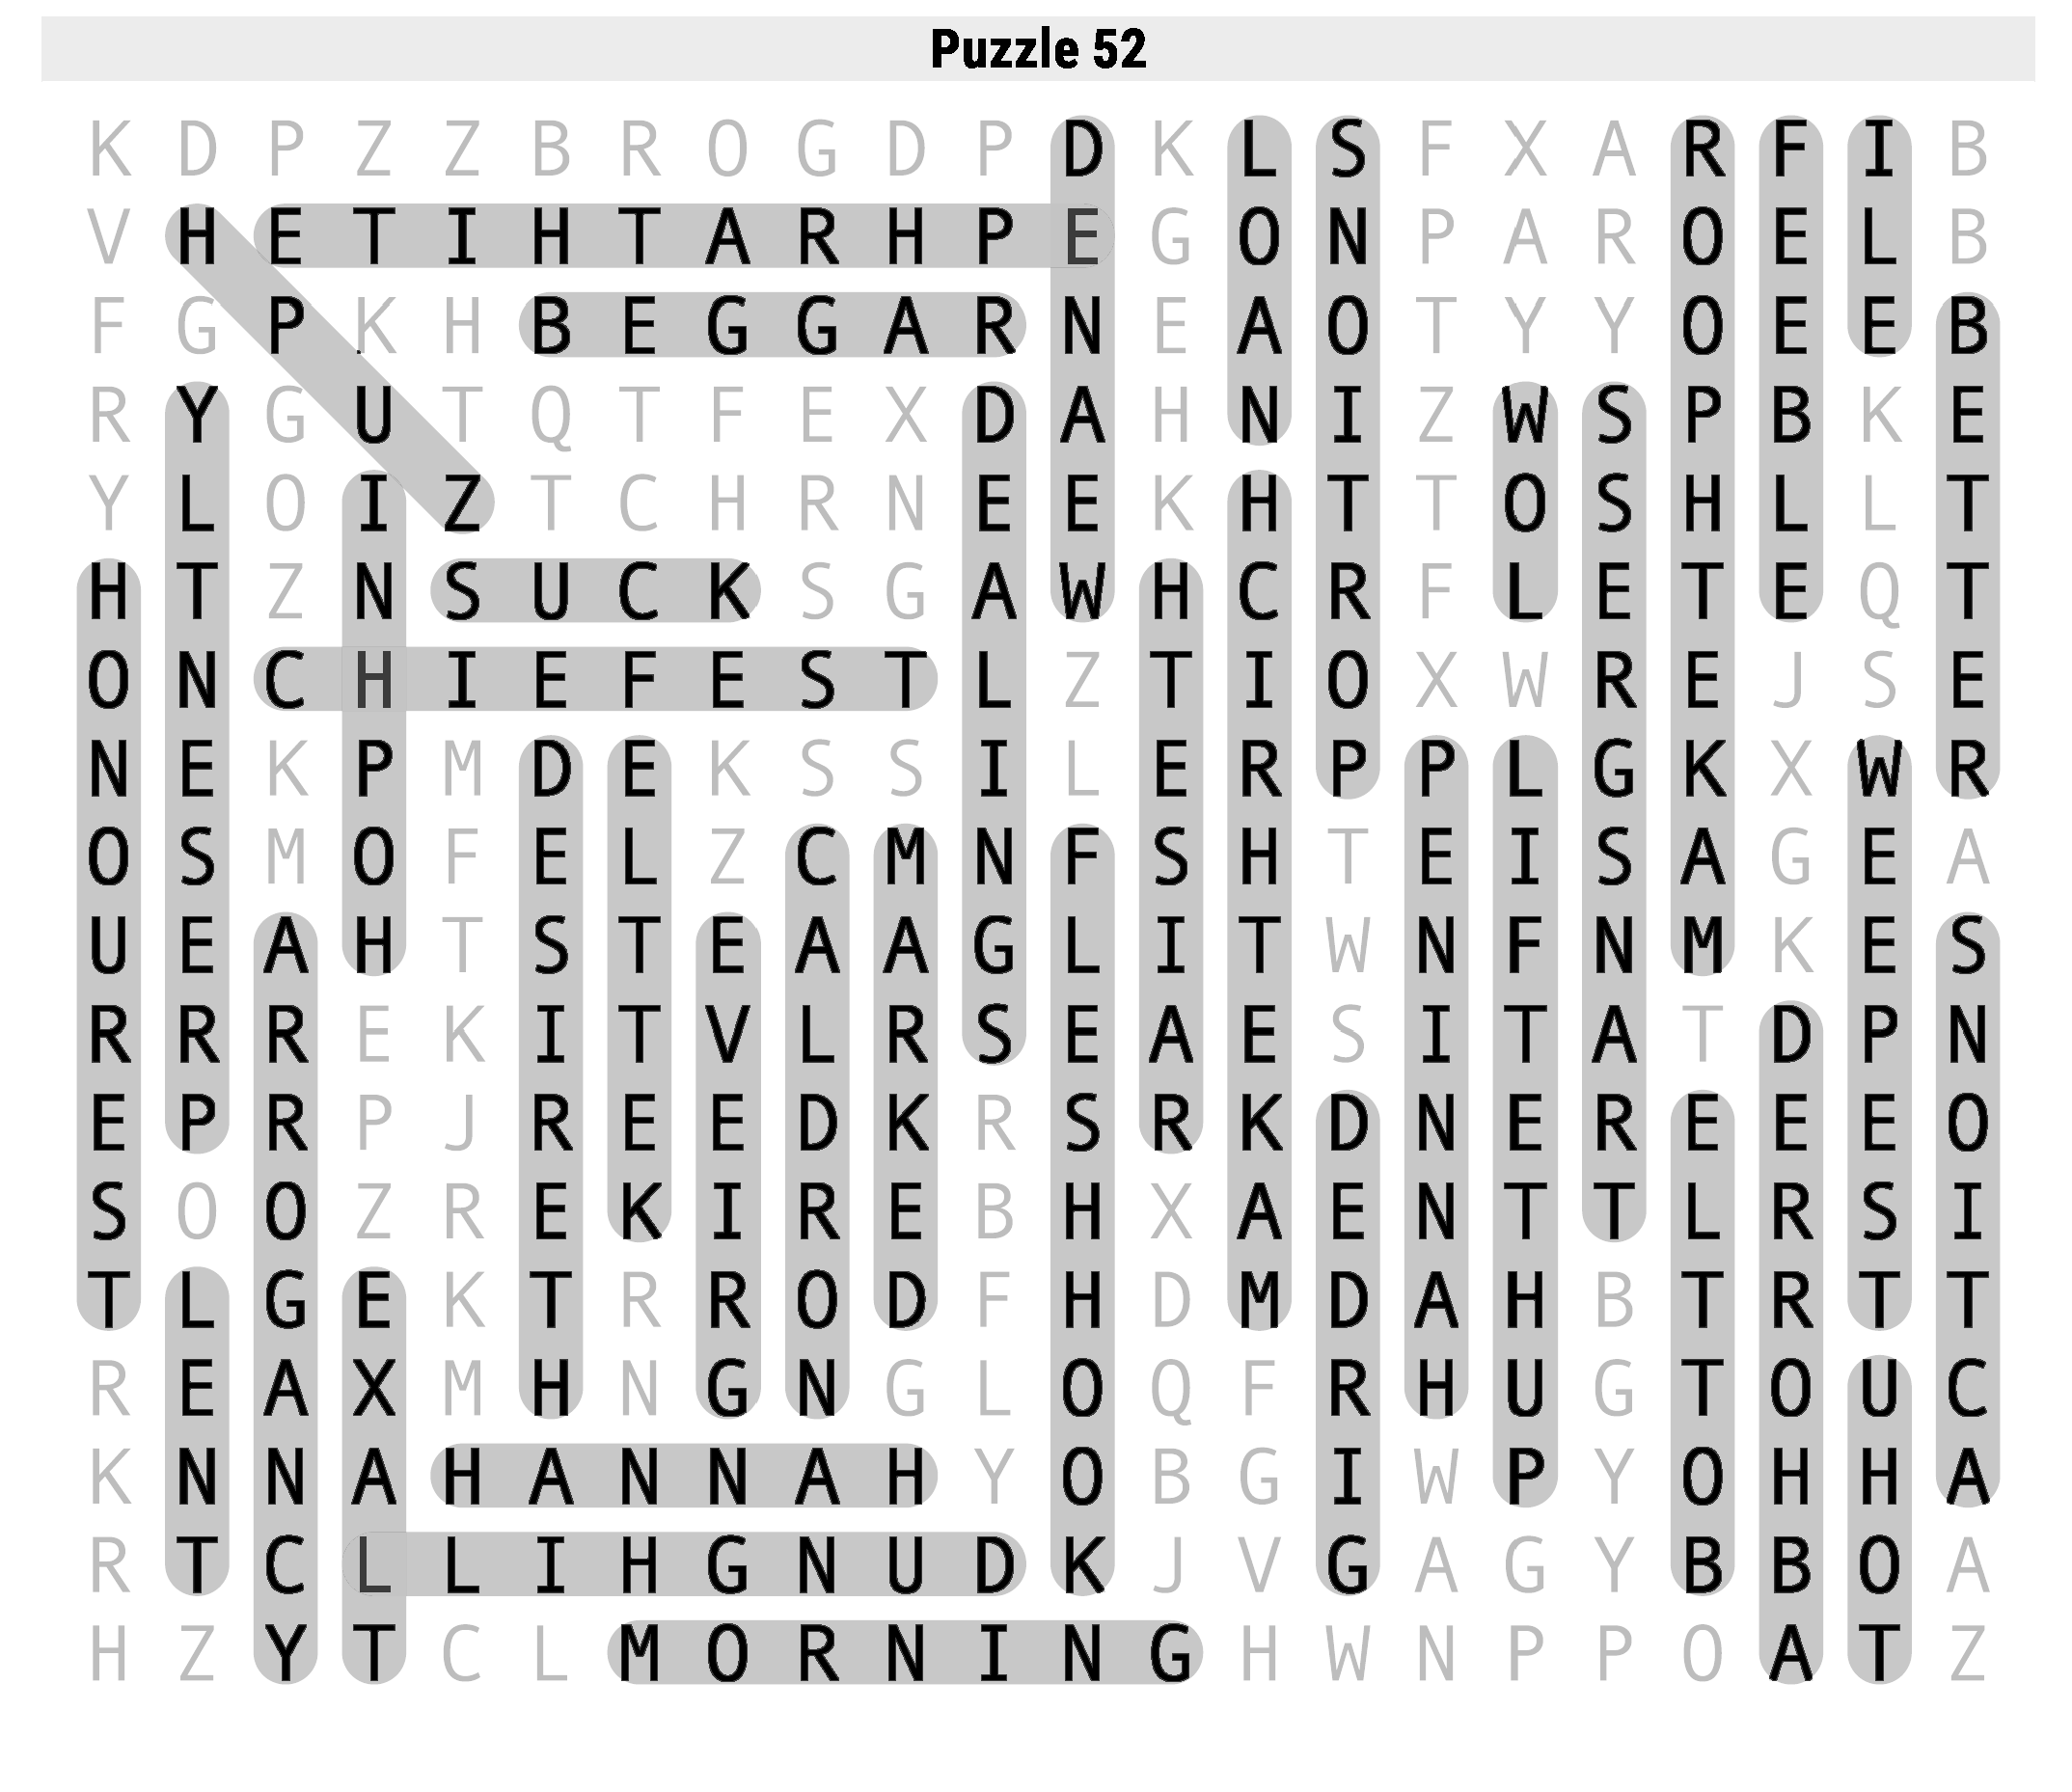 Puzzle 52
K D P Z Z B R O G D P D K L S F X A R F I B
V H E T I H T A R H P E G O N P A R O E L B
F G P K H B E G G A R N E A O T Y Y O E E B
R Y G U T Q T F E X D A H N I Z W S P B K E
Y L O I Z T C H R N E E K H T T O S H L L T
H T Z N S U C K S G A W H C R F L E T E Q T
O N C H I E F E S T L Z T I O X W R E J S E
N E K P M D E K S S I L E R P P L G K X W R
O S M O F E L Z C M N F S H T E I S A G E A
U E A H T S T E A A G L I T W N F N M K E S
R R R E K I T V L R S E A E S I T A T D P N
E P R P J R E E D K R S R K D N E R E E E O
S O O Z R E K I R E B H X A E N T T L R S I
T L G E K T R R O D F H D M D A H B T R T T
R E A X M H N G N G L O Q F R H U G T O U C
K N N A H A N N A H Y O B G I W P Y O H H A
R T C L L I H G N U D K J V G A G Y B B O A
H Z Y T C L M O R N I N G H W N P P O A T Z